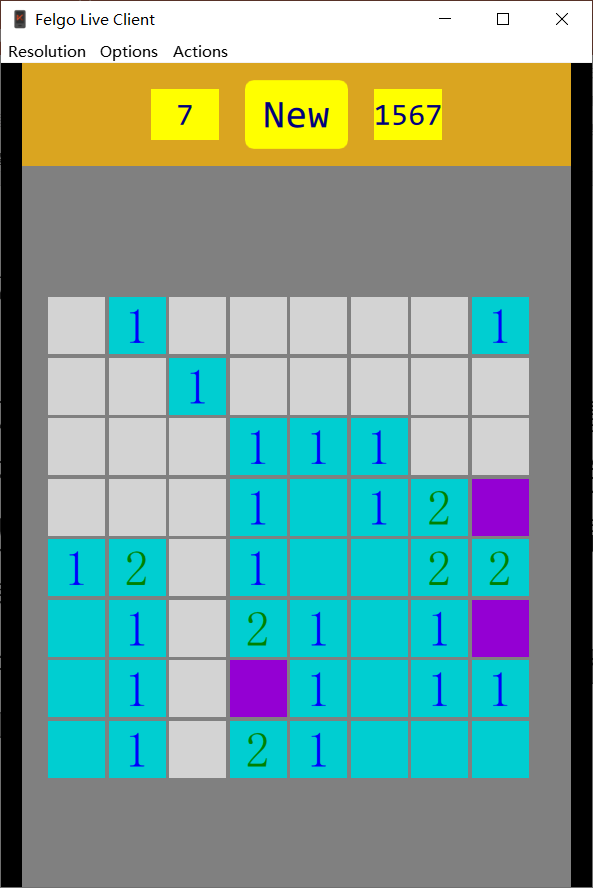 Felgo Live Client
Resolution Options Actions
7 New 1567
1 1
1
1 1 1
1 1 2
1 2 1 2 2
1 2 1 1
1 1 1 1
1 2 1